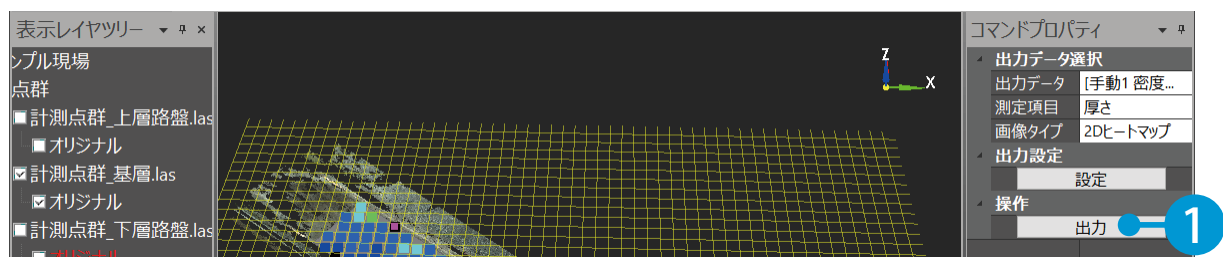 表示レイヤツリー
ンプル現場
点群
計測点群_上層路盤.las
オリジナル
計測点群_基層.las
オリジナル
計測点群_下層路盤.las
Z
X
コマンドプロパティ
出力データ選択
出力データ [手動1 密度...
測定項目 厚さ
画像タイプ 2Dヒートマップ
出力設定
設定
操作
出力
1